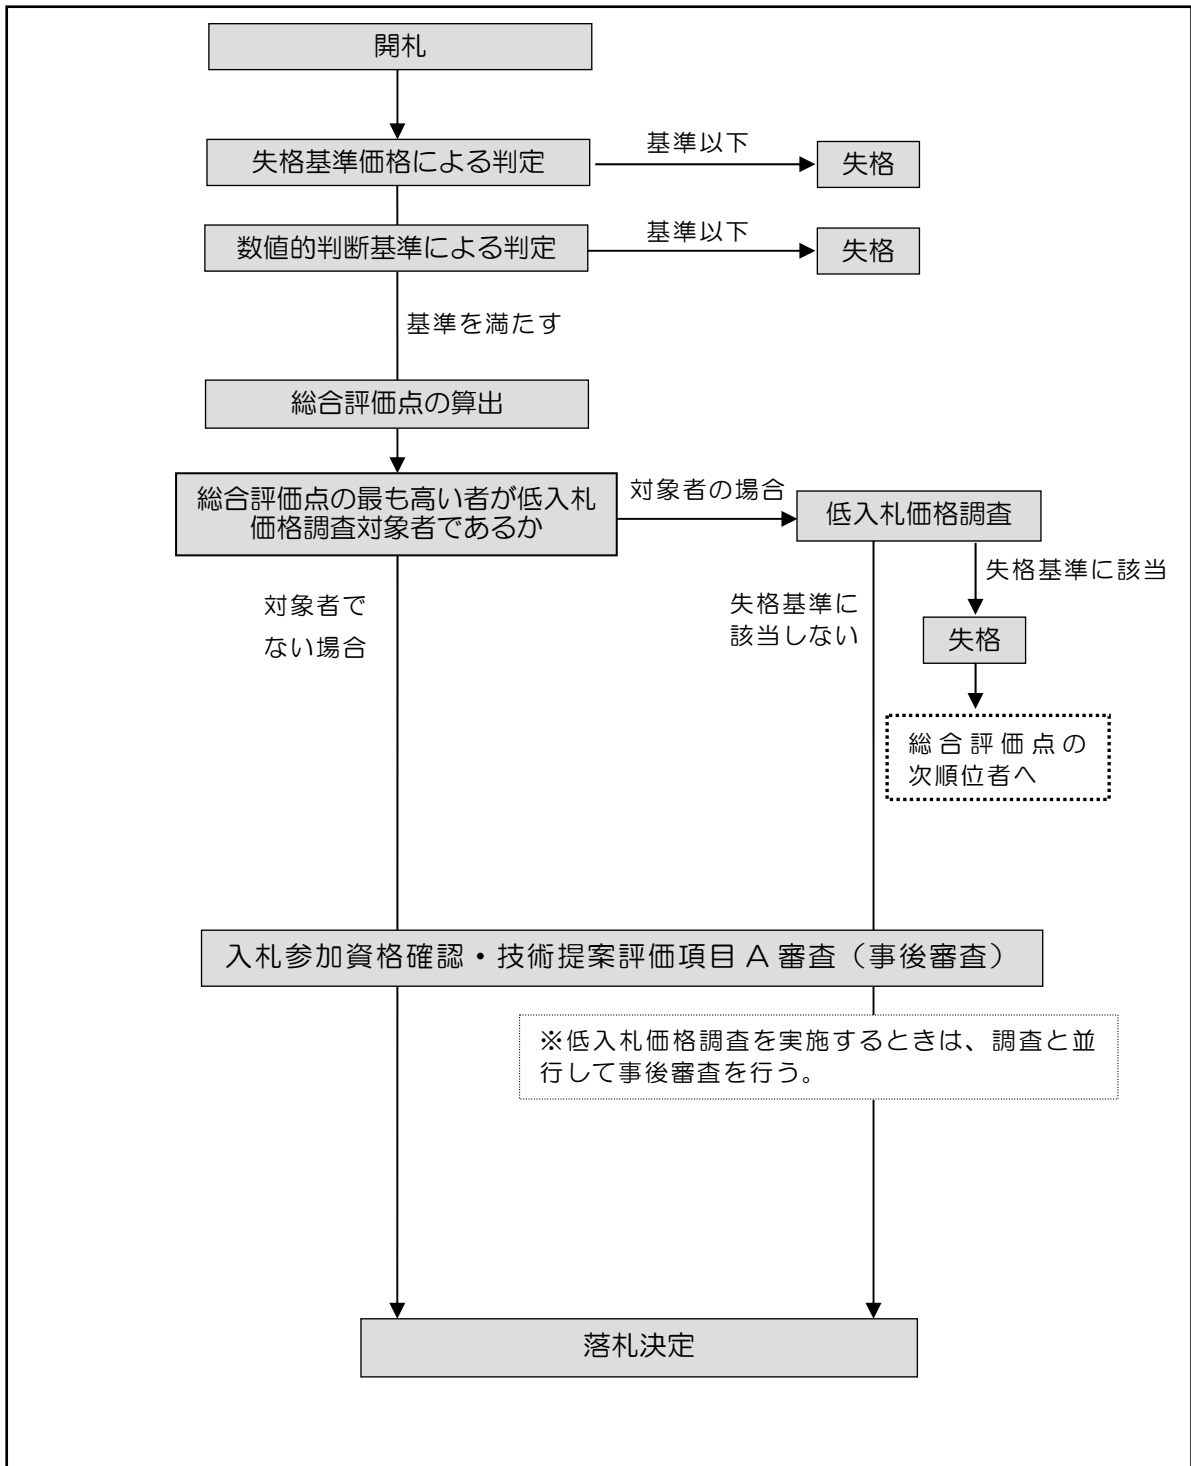 開札
失格基準価格による判定
基準以下
失格
数値的判断基準による判定
基準以下
失格
基準を満たす
総合評価点の算出
総合評価点の最も高い者が低入札
価格調査対象者であるか
対象者の場合
低入札価格調査
失格基準に該当
対象者で
ない場合
失格基準に
該当しない
失格
総合評価点の
次順位者へ
入札参加資格確認・技術提案評価項目 A 審査（事後審査）
※低入札価格調査を実施するときは、調査と並
行して事後審査を行う。
落札決定